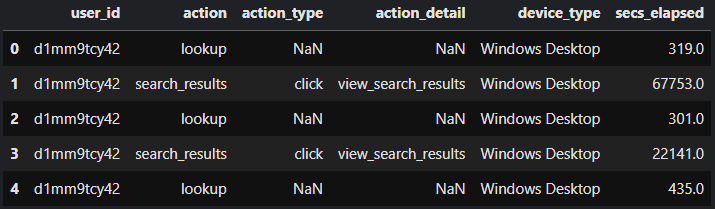 user_id action action_type action_detail device_type secs_elapsed
0 d1mm9tcy42 lookup NaN NaN Windows Desktop 319.0
1 d1mm9tcy42 search_results click view_search_results Windows Desktop 67753.0
2 d1mm9tcy42 lookup NaN NaN Windows Desktop 301.0
3 d1mm9tcy42 search_results click view_search_results Windows Desktop 22141.0
4 d1mm9tcy42 lookup NaN NaN Windows Desktop 435.0